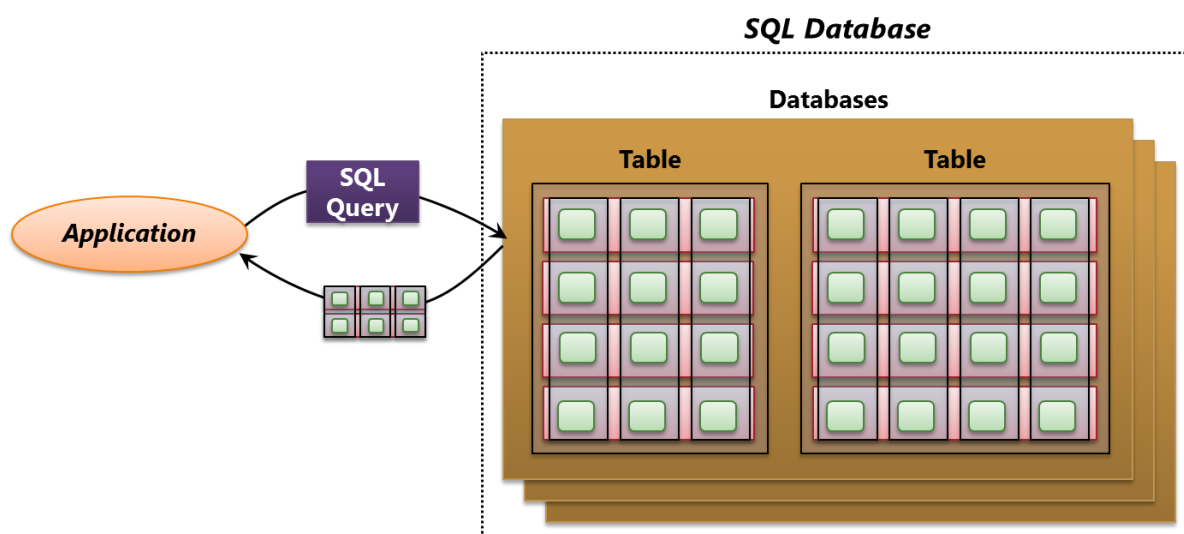 SQL Database
Databases
Table
Table
SQL
Query
Application